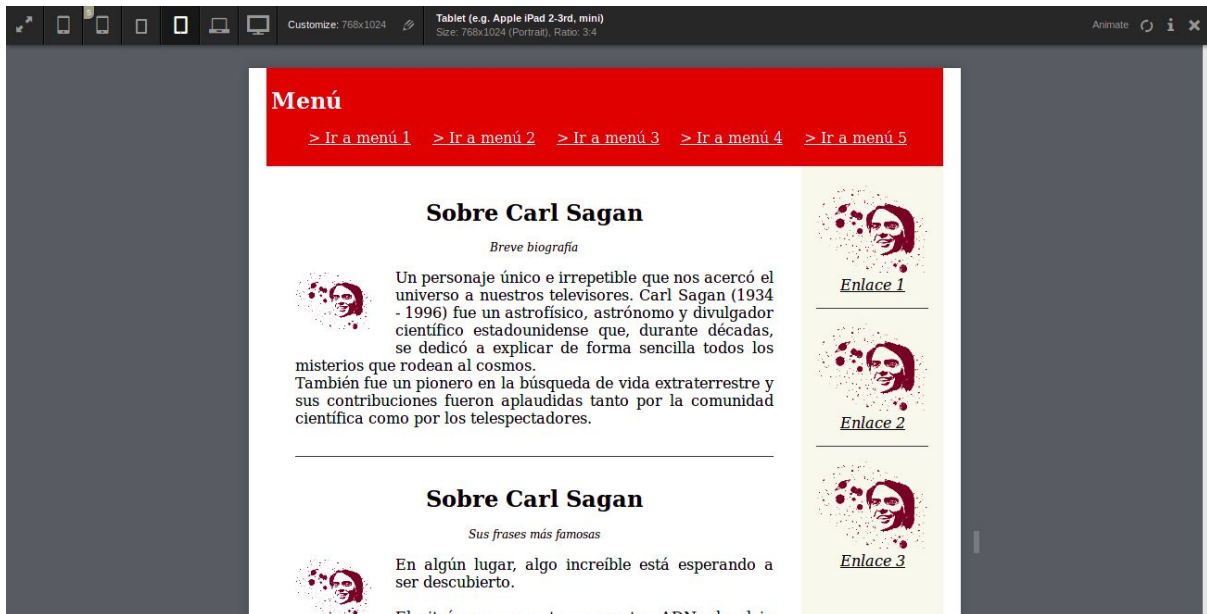 S
Customize: 768x1024
Tablet (e.g. Apple iPad 2-3rd, mini)
Size: 768x1024 (Portrait), Ratio: 3:4
Animate
Menú
> Ir a menú 1
> Ir a menú 2
> Ir a menú 3
> Ir a menú 4
> Ir a menú 5
Sobre Carl Sagan
Breve biografía
Un personaje único e irrepetible que nos acercó el
universo a nuestros televisores. Carl Sagan (1934
- 1996) fue un astrofísico, astrónomo y divulgador
científico estadounidense que, durante décadas,
se dedicó a explicar de forma sencilla todos los
misterios que rodean al cosmos.
También fue un pionero en la búsqueda de vida extraterrestre y
sus contribuciones fueron aplaudidas tanto por la comunidad
científica como por los telespectadores.
Sobre Carl Sagan
Sus frases más famosas
En algún lugar, algo increíble está esperando a
ser descubierto.
Enlace 1
Enlace 2
Enlace 3